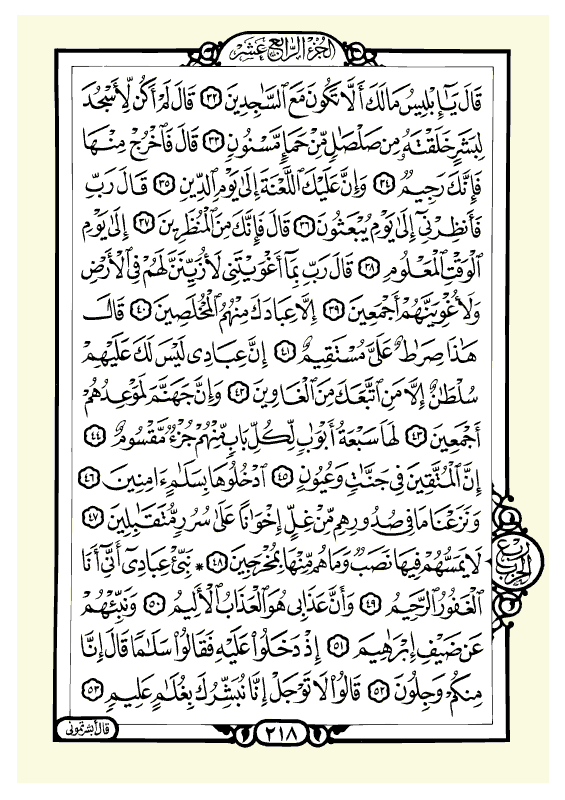 الجزء الرابع عشر
قَالَ يَٰٓإِبْلِيسُ مَالَكَ أَلَّا تَكُونَ مَعَ ٱلسَّٰجِدِينَ ٣٢ قَالَ لَمْ أَكُن لِّأَسْجُدَ
لِبَشَرٍ خَلَقْتَهُۥ مِن صَلْصَٰلٍ مِّنْ حَمَإٍ مَّسْنُونٍ ٣٣ قَالَ فَٱخْرُجْ مِنْهَا
فَإِنَّكَ رَجِيمٌ ٣٤ وَإِنَّ عَلَيْكَ ٱللَّعْنَةَ إِلَىٰ يَوْمِ ٱلدِّينِ ٣٥ قَالَ رَبِّ
فَأَنظِرْنِىٓ إِلَىٰ يَوْمِ يُبْعَثُونَ ٣٦ قَالَ فَإِنَّكَ مِنَ ٱلْمُنظَرِينَ ٣٧ إِلَىٰ يَوْمِ
ٱلْوَقْتِ ٱلْمَعْلُومِ ٣٨ قَالَ رَبِّ بِمَآ أَغْوَيْتَنِى لَأُزَيِّنَنَّ لَهُمْ فِى ٱلْأَرْضِ
وَلَأُغْوِيَنَّهُمْ أَجْمَعِينَ ٣٩ إِلَّا عِبَادَكَ مِنْهُمُ ٱلْمُخْلَصِينَ ٤٠ قَالَ
هَٰذَا صِرَٰطٌ عَلَىَّ مُسْتَقِيمٌ ٤١ إِنَّ عِبَادِى لَيْسَ لَكَ عَلَيْهِمْ
سُلْطَٰنٌ إِلَّا مَنِ ٱتَّبَعَكَ مِنَ ٱلْغَاوِينَ ٤٢ وَإِنَّ جَهَنَّمَ لَمَوْعِدُهُمْ
أَجْمَعِينَ ٤٣ لَهَا سَبْعَةُ أَبْوَٰبٍ لِّكُلِّ بَابٍ مِّنْهُمْ جُزْءٌ مَّقْسُومٌ ٤٤
إِنَّ ٱلْمُتَّقِينَ فِى جَنَّٰتٍ وَعُيُونٍ ٤٥ ٱدْخُلُوهَا بِسَلَٰمٍ ءَامِنِينَ ٤٦
وَنَزَعْنَا مَا فِى صُدُورِهِم مِّنْ غِلٍّ إِخْوَٰنًا عَلَىٰ سُرُرٍ مُّتَقَٰبِلِينَ ٤٧
لَا يَمَسُّهُمْ فِيهَا نَصَبٌ وَمَا هُم مِّنْهَا بِمُخْرَجِينَ ٤٨ * نَبِّئْ عِبَادِىٓ أَنِّىٓ أَنَا
ٱلْغَفُورُ ٱلرَّحِيمُ ٤٩ وَأَنَّ عَذَابِى هُوَ ٱلْعَذَابُ ٱلْأَلِيمُ ٥٠ وَنَبِّئْهُمْ
عَن ضَيْفِ إِبْرَٰهِيمَ ٥١ إِذْ دَخَلُوا۟ عَلَيْهِ فَقَالُوا۟ سَلَٰمًا قَالَ إِنَّا
مِنكُمْ وَجِلُونَ ٥٢ قَالُوا۟ لَا تَوْجَلْ إِنَّا نُبَشِّرُكَ بِغُلَٰمٍ عَلِيمٍ ٥٣
ربع
الحزب
قال أبشرتمونى
٢١٨